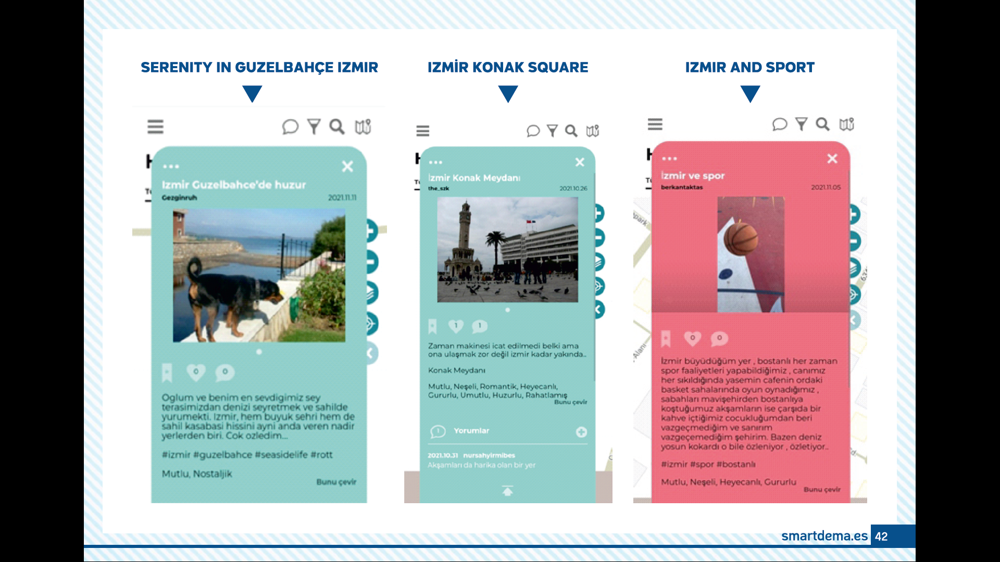 SERENITY IN GUZELBAHÇE IZMIR
Izmir Guzelbahce'de huzur
Gezginruh
2021.11.11
0
0
Oglum ve benim en sevdigimiz sey
terasimizdan denizi seyretmek ve sahilde
yurumekti. Izmir, hem buyuk sehri hem de
sahil kasabasi hissini ayni anda veren nadir
yerlerden biri. Cok ozledim...
#izmir #guzelbahce #seasidelife #rott
Mutlu, Nostaljik
Bunu çevir
IZMİR KONAK SQUARE
İzmir Konak Meydanı
the_szk
2021.10.26
1
1
Zaman makinesi icat edilmedi belki ama
ona ulaşmak zor değil izmir kadar yakında..
Konak Meydanı
Mutlu, Neşeli, Romantik, Heyecanlı,
Gururlu, Umutlu, Huzurlu, Rahatlamış
Bunu çevir
1
Yorumlar
2021.10.31 nursahyirmibes
Akşamları da harika olan bir yer
IZMIR AND SPORT
İzmir ve spor
berkantaktas
2021.11.05
0
0
İzmir büyüdüğüm yer , bostanlı her zaman
spor faaliyetleri yapabildiğimiz , canımız
her sıkıldığında yasemin cafenin ordaki
basket sahalarında oyun oynadığımız ,
sabahları mavişehirden bostanlıya
koştuğumuz akşamların ise çarşıda bir
kahve içtiğimiz cocukluğumdan beri
vazgeçmediğim ve sanırım
vazgeçemediğim şehirim. Bazen deniz
yosun kokardı o bile özleniyor , özletiyor..
#izmir #spor #bostanlı
Mutlu, Neşeli, Heyecanlı, Gururlu
Bunu çevir
smartdema.es
42